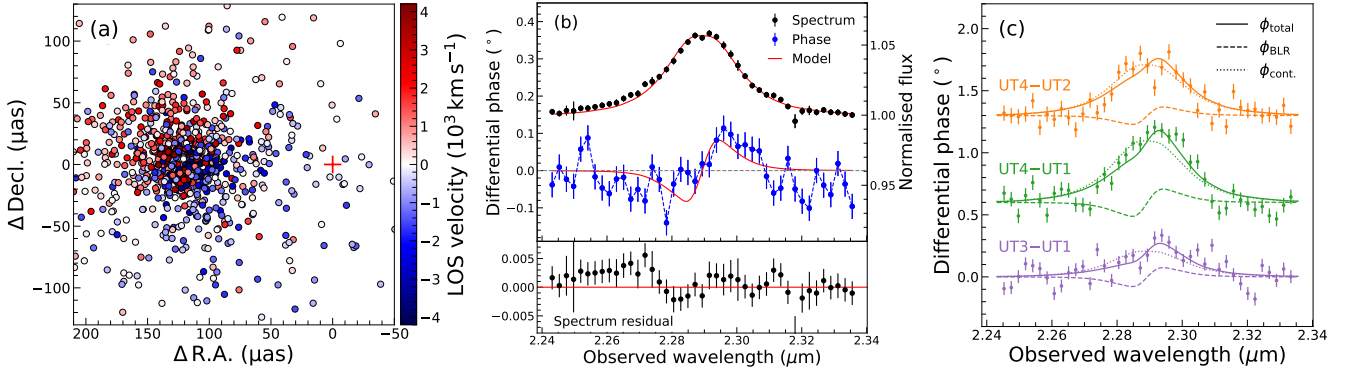 (a)
Δ Decl. (μas)
100
50
0
−50
−100
200
150
100
50
0
−50
Δ R.A. (μas)
4
3
2
1
0
−1
−2
−3
−4
LOS velocity (10³ km s⁻¹)
(b)
Spectrum
Phase
Model
Differential phase (°)
0.4
0.3
0.2
0.1
0.0
−0.1
1.05
1.00
0.95
Normalised flux
0.005
0.000
−0.005
Spectrum residual
2.24
2.26
2.28
2.30
2.32
2.34
Observed wavelength (μm)
(c)
ϕtotal
ϕBLR
ϕcont.
UT4−UT2
UT4−UT1
UT3−UT1
Differential phase (°)
2.0
1.5
1.0
0.5
0.0
2.24
2.26
2.28
2.30
2.32
2.34
Observed wavelength (μm)